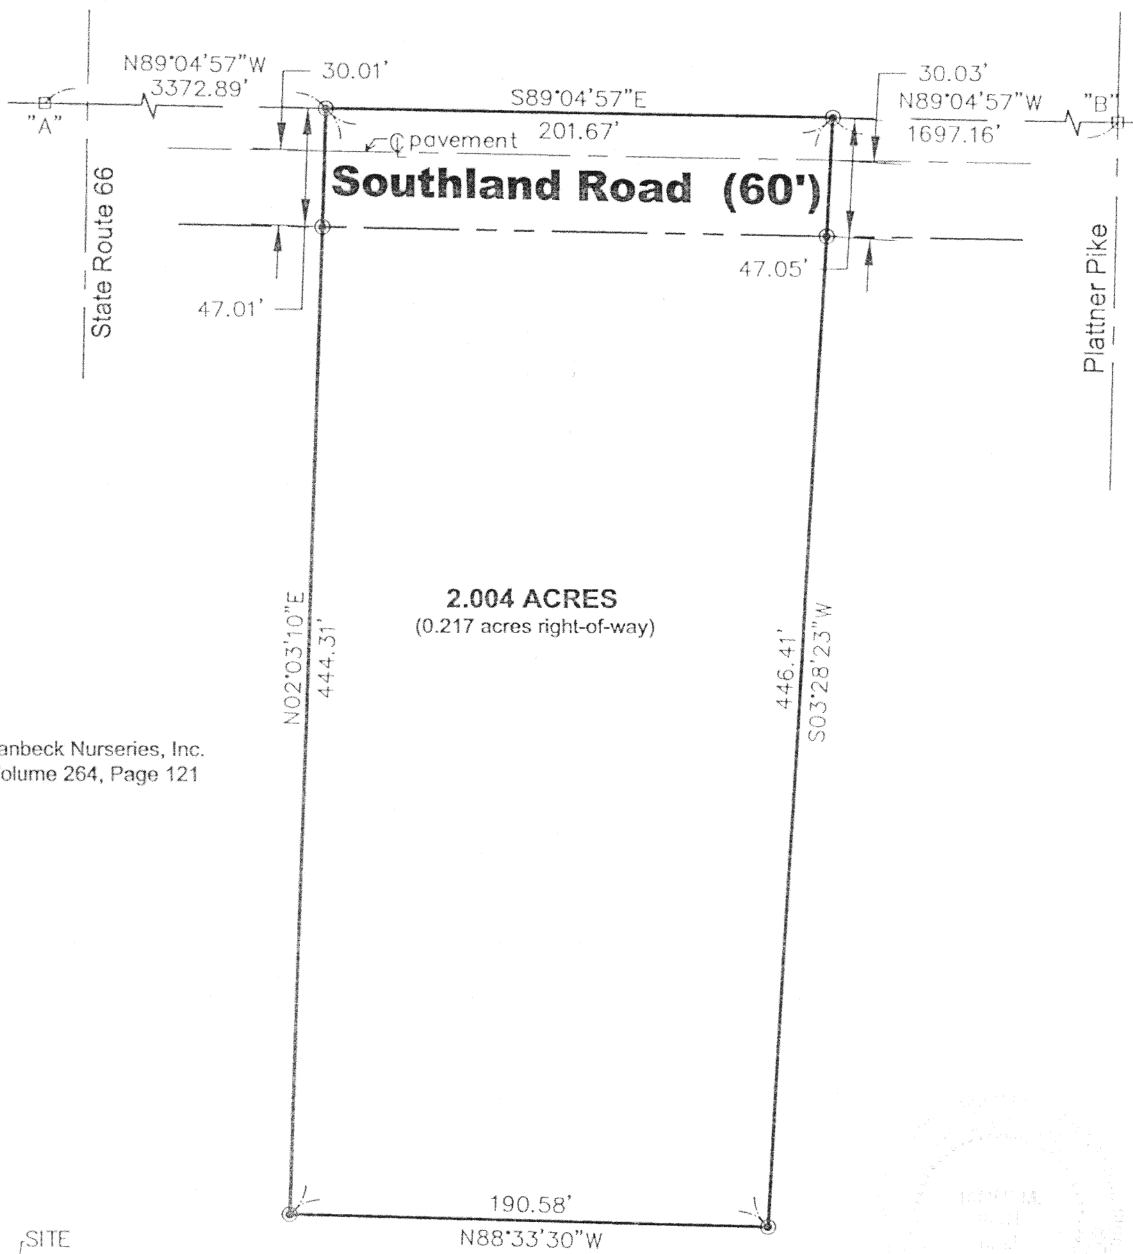 N89°04'57"W
3372.89'
30.01'
S89°04'57"E
201.67'
30.03'
N89°04'57"W
1697.16'
"A"
"B"
℄ pavement
Southland Road (60')
State Route 66
Plattner Pike
47.01'
47.05'
2.004 ACRES
(0.217 acres right-of-way)
N02°03'10"E
444.31'
446.41'
S03°28'23"W
anbeck Nurseries, Inc.
olume 264, Page 121
190.58'
N88°33'30"W
SITE